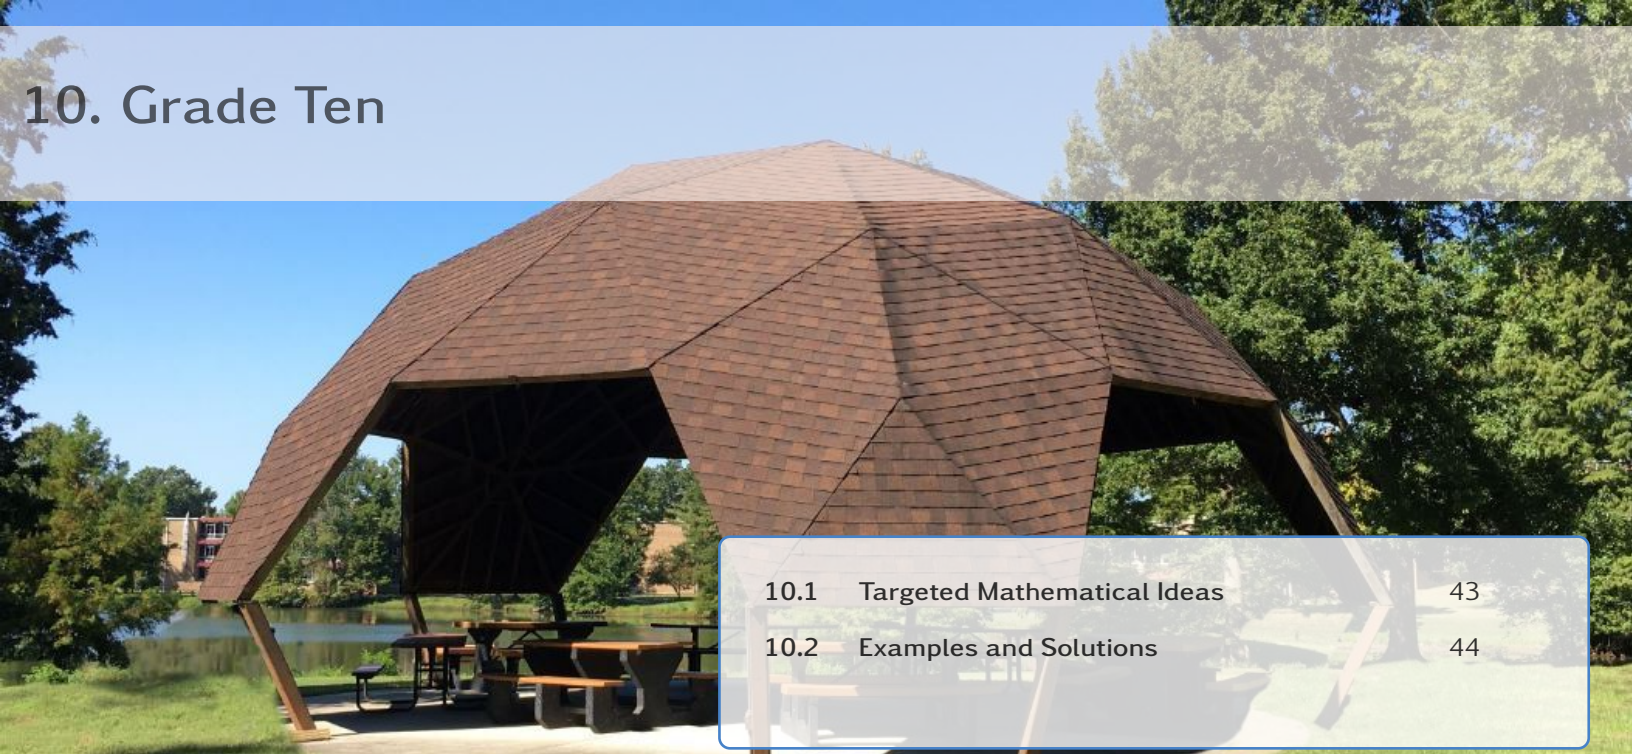 10. Grade Ten
10.1 Targeted Mathematical Ideas 43
10.2 Examples and Solutions 44